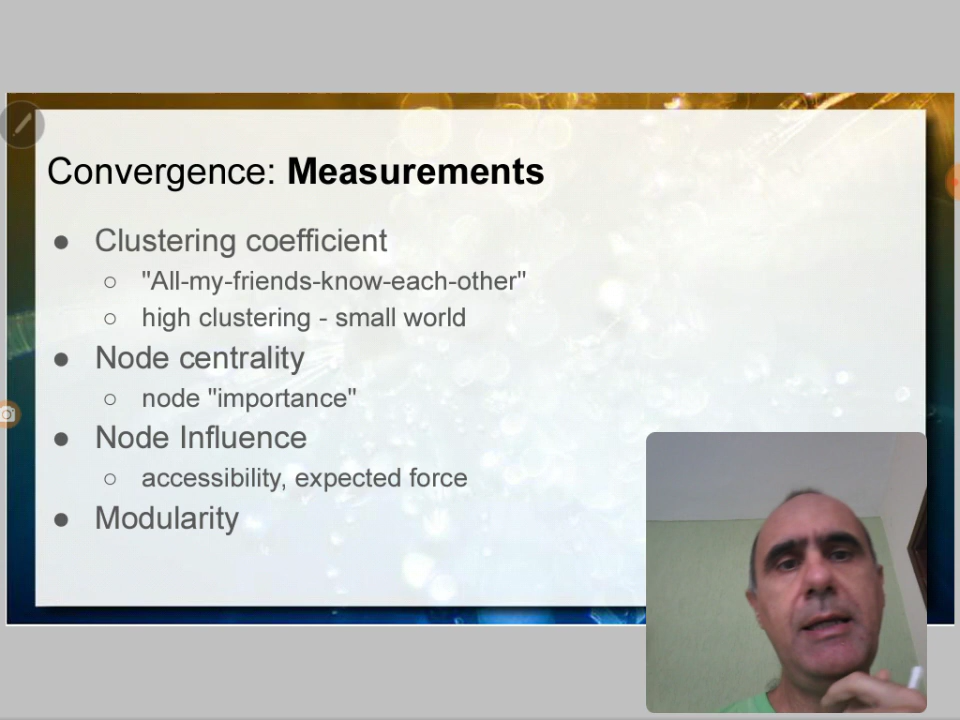 Convergence: Measurements
● Clustering coefficient
○ "All-my-friends-know-each-other"
○ high clustering - small world
● Node centrality
○ node "importance"
● Node Influence
○ accessibility, expected force
● Modularity